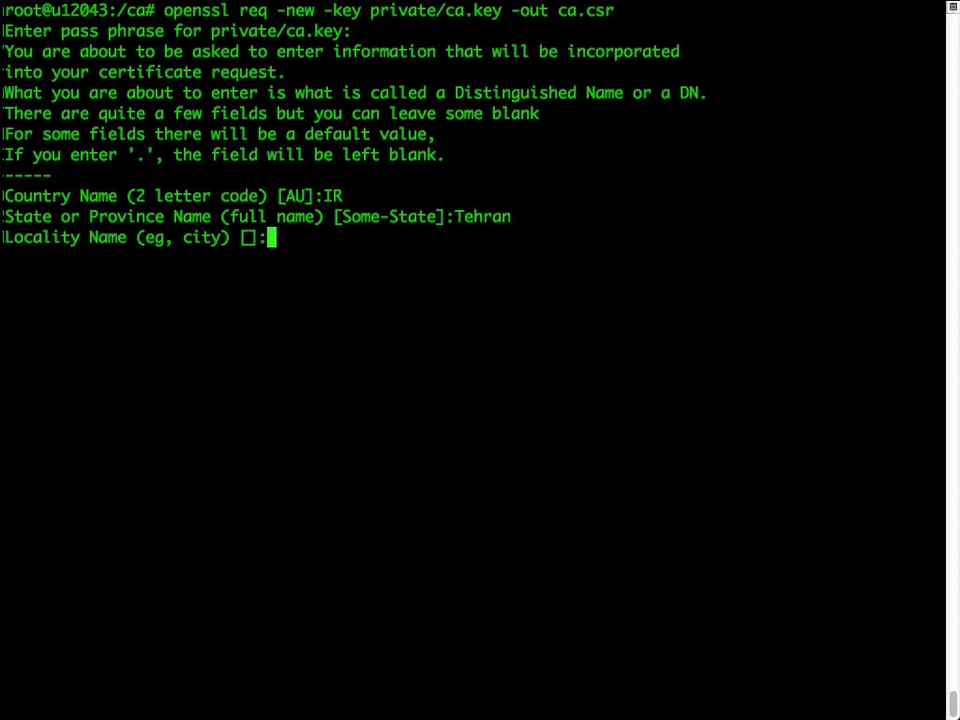 root@u12043:/ca# openssl req -new -key private/ca.key -out ca.csr
Enter pass phrase for private/ca.key:
You are about to be asked to enter information that will be incorporated
into your certificate request.
What you are about to enter is what is called a Distinguished Name or a DN.
There are quite a few fields but you can leave some blank
For some fields there will be a default value,
If you enter '.', the field will be left blank.
-----
Country Name (2 letter code) [AU]:IR
State or Province Name (full name) [Some-State]:Tehran
Locality Name (eg, city) []: